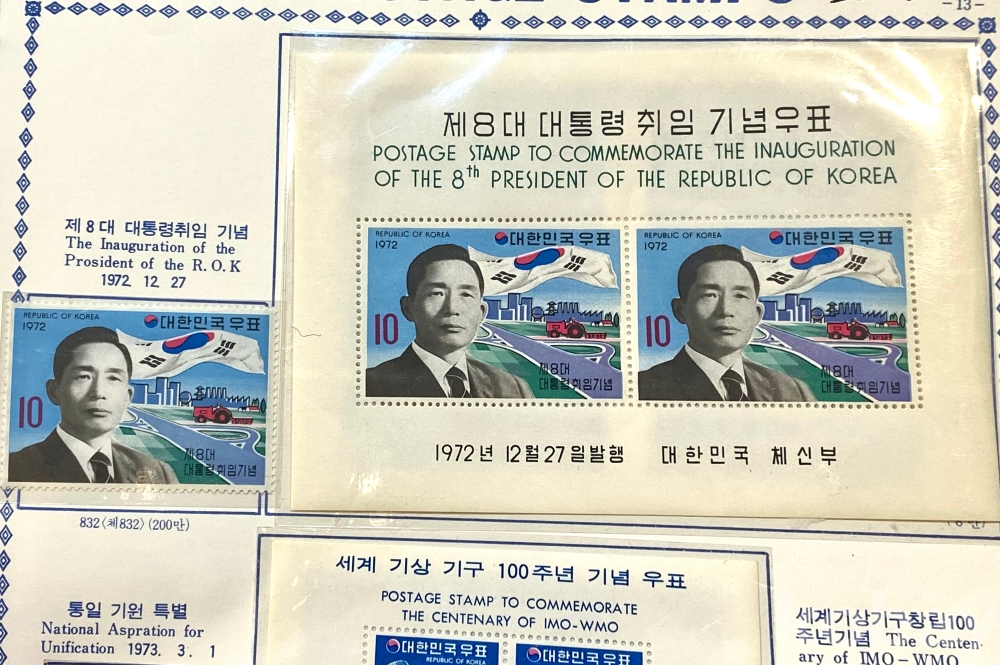 -13-
제8대 대통령취임 기념
The Inauguration of the
President of the R.O.K
1972. 12. 27
REPUBLIC OF KOREA
1972
대한민국우표
10
제8대
대통령취임기념
832〈체832〉(200만)
제8대 대통령 취임 기념우표
POSTAGE STAMP TO COMMEMORATE THE INAUGURATION
OF THE 8th PRESIDENT OF THE REPUBLIC OF KOREA
REPUBLIC OF KOREA
1972
대한민국우표
10
제8대
대통령취임기념
REPUBLIC OF KOREA
1972
대한민국우표
10
제8대
대통령취임기념
1972년 12월 27일발행 대한민국 체신부
통일 기원 특별
National Aspration for
Unification 1973. 3. 1
세계 기상 기구 100주년 기념 우표
POSTAGE STAMP TO COMMEMORATE
THE CENTENARY OF IMO-WMO
대한민국우표
REPUBLIC OF KOREA
대한민국우표
세계기상기구창립100
주년기념 The Centen-
ary of IMO-WMO